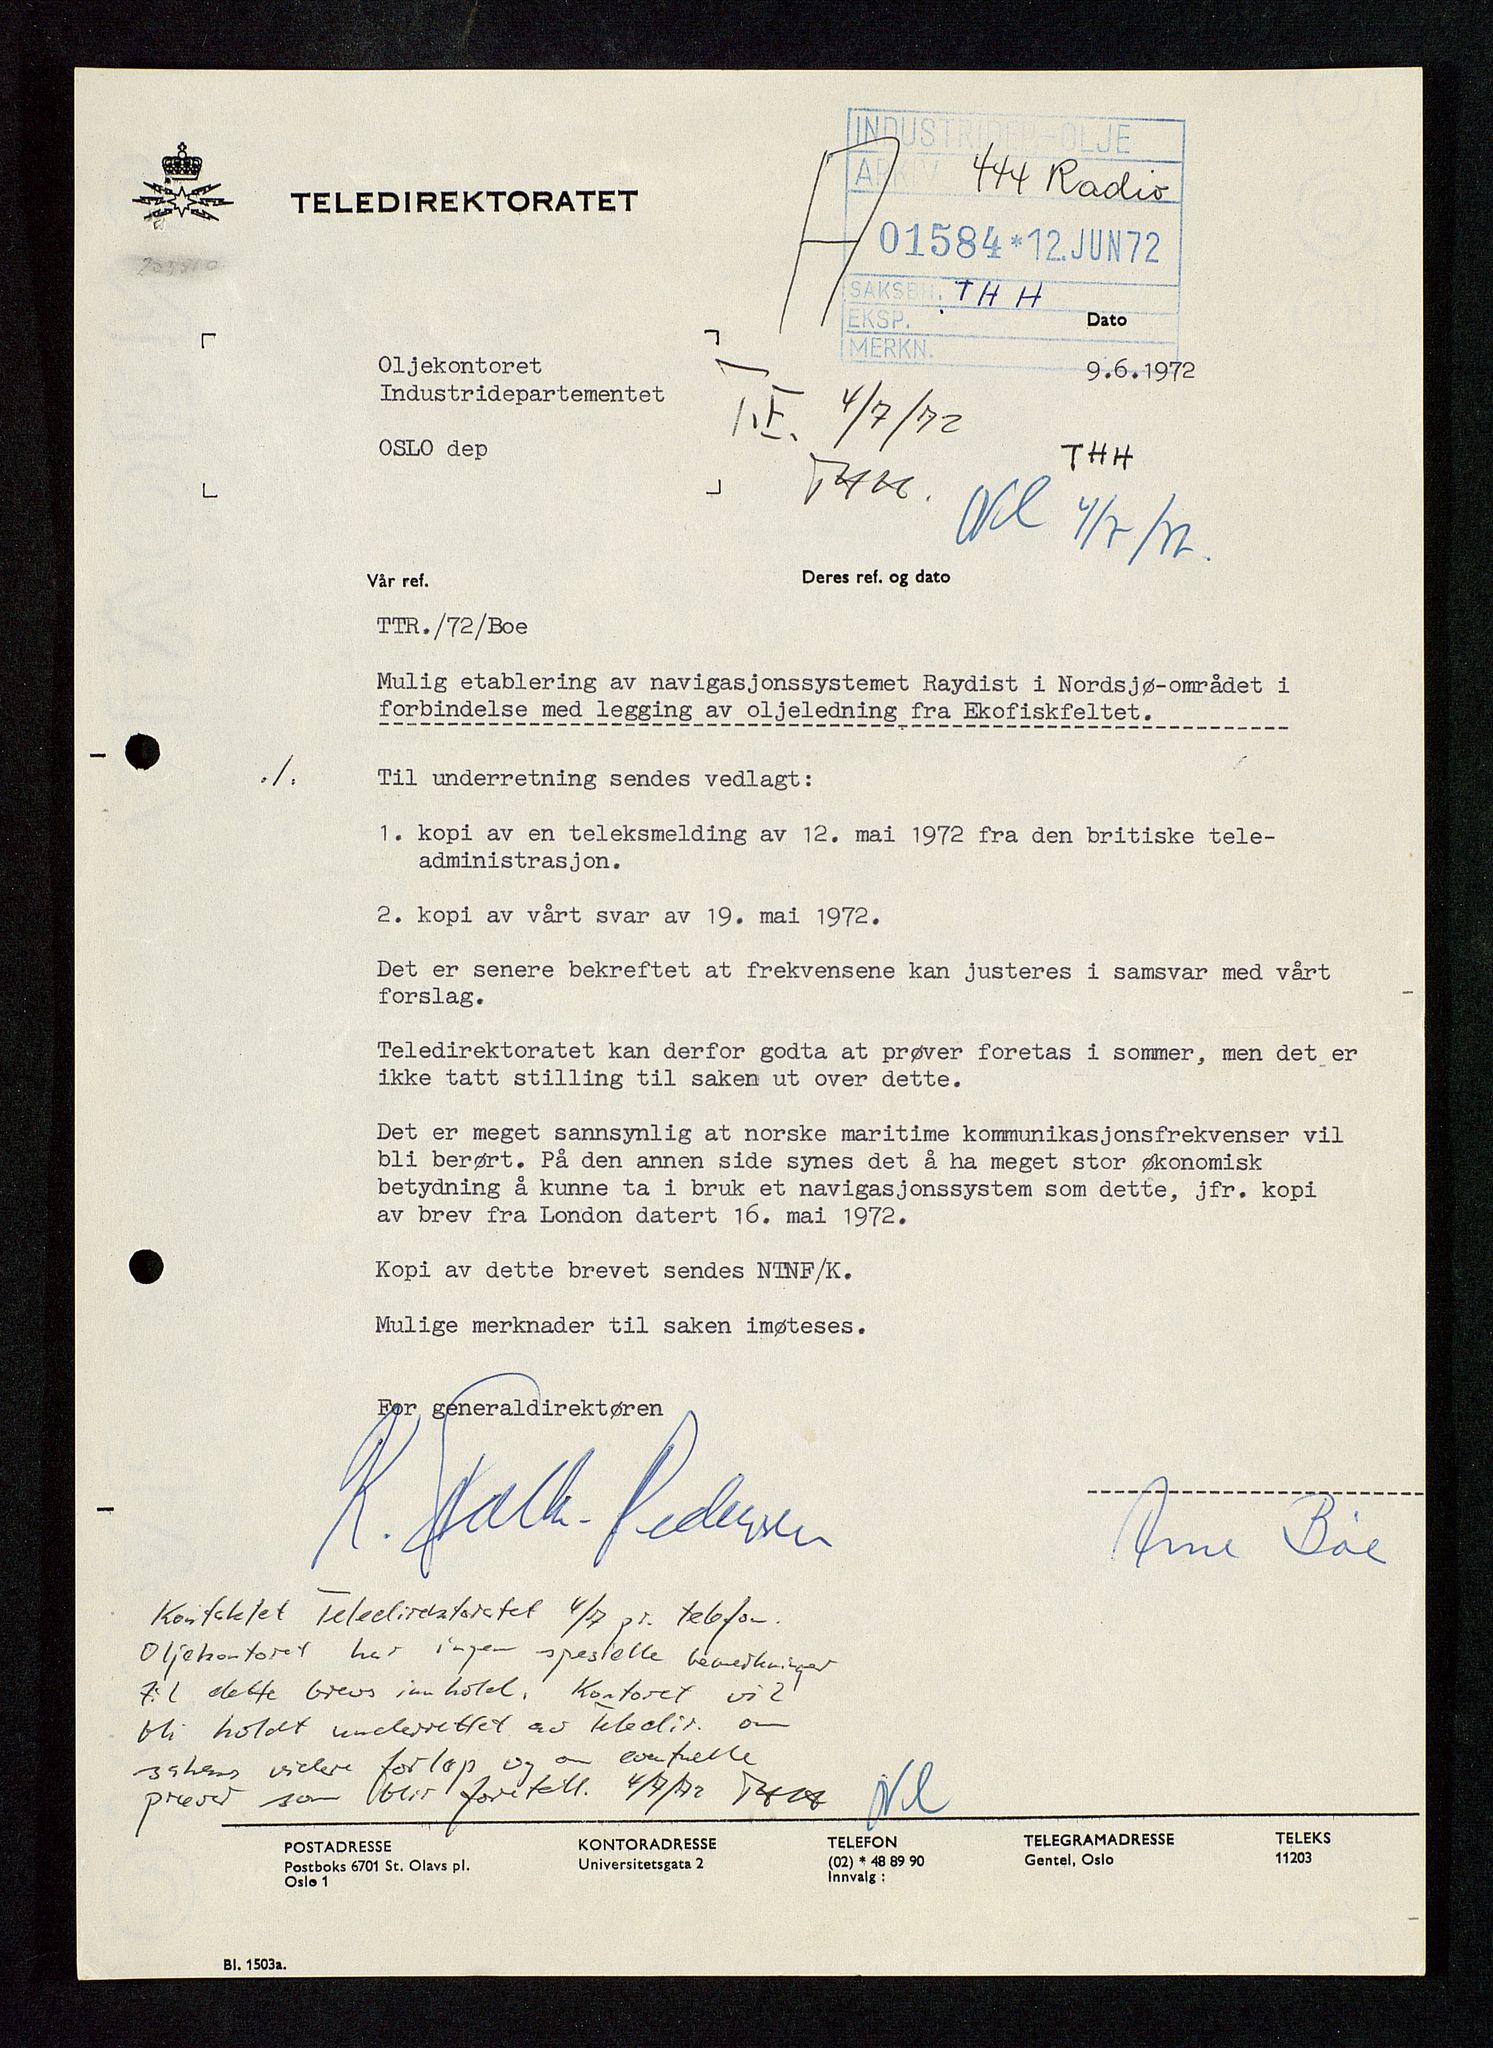 INDUSTRIDEP-OLJE
ARKIV 444 Radio
TELEDIREKTORATET
01584*12.JUN72
SAKSBH. THH
EKSP.
MERKN.
Dato
9.6.1972
Oljekontoret
Industridepartementet
OSLO dep
T.E. 4/7/72
THH.
THH
4/7/72.
Vår ref.
Deres ref. og dato
TTR./72/Boe
Mulig etablering av navigasjonssystemet Raydist i Nordsjø-området i
forbindelse med legging av oljeledning fra Ekofiskfeltet.
./.
Til underretning sendes vedlagt:
1. kopi av en teleksmelding av 12. mai 1972 fra den britiske tele-
administrasjon.
2. kopi av vårt svar av 19. mai 1972.
Det er senere bekreftet at frekvensene kan justeres i samsvar med vårt
forslag.
Teledirektoratet kan derfor godta at prøver foretas i sommer, men det er
ikke tatt stilling til saken ut over dette.
Det er meget sannsynlig at norske maritime kommunikasjonsfrekvenser vil
bli berørt. På den annen side synes det å ha meget stor økonomisk
betydning å kunne ta i bruk et navigasjonssystem som dette, jfr. kopi
av brev fra London datert 16. mai 1972.
Kopi av dette brevet sendes NTNF/K.
Mulige merknader til saken imøteses.
For generaldirektøren
K. Falk-Pedersen
Arne Bøe
Kontaktet Teledirektoratet 4/7 pr. telefon.
Oljekontoret har ingen spesielle bemerkninger
til dette brevs innhold. Kontoret vil
bli holdt underrettet av Teledir. om
sakens videre forløp og om eventuelle
prøver som blir foretatt. 4/7/72 THH
POSTADRESSE
Postboks 6701 St. Olavs pl.
Oslo 1
KONTORADRESSE
Universitetsgata 2
TELEFON
(02) * 48 89 90
Innvalg :
TELEGRAMADRESSE
Gentel, Oslo
TELEKS
11203
Bl. 1503a.